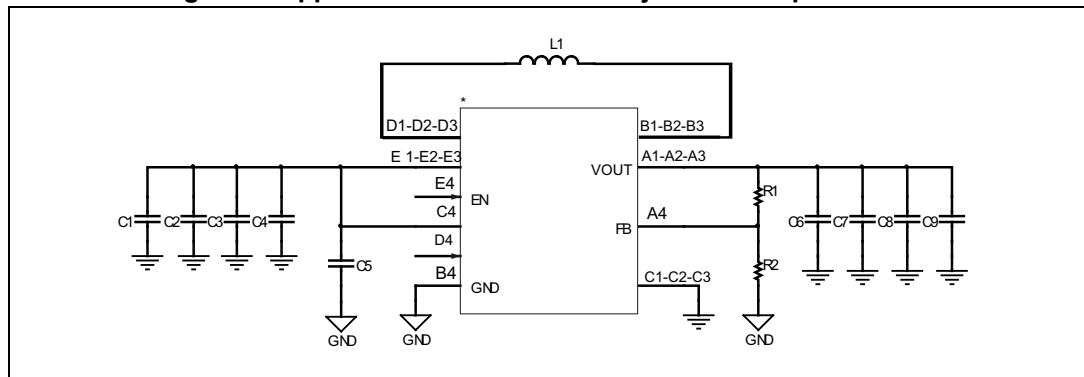 L1
*
D1-D2-D3
B1-B2-B3
E 1-E2-E3
VOUT
A1-A2-A3
E4
EN
R1
C4
A4
FB
C1
C2
C3
C4
C6
C7
C8
C9
D4
C5
R2
B4
GND
C1-C2-C3
GND
GND
GND